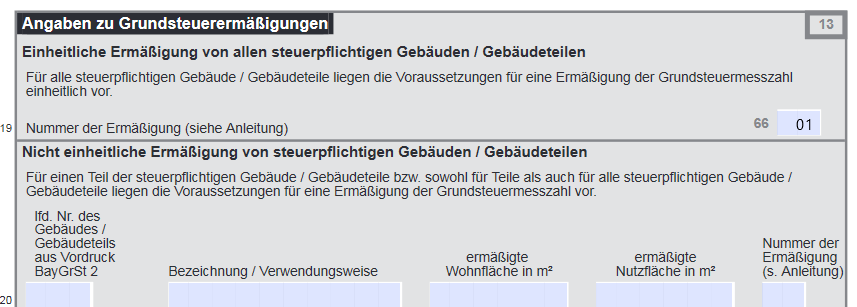 Angaben zu Grundsteuerermäßigungen 13
Einheitliche Ermäßigung von allen steuerpflichtigen Gebäuden / Gebäudeteilen
Für alle steuerpflichtigen Gebäude / Gebäudeteile liegen die Voraussetzungen für eine Ermäßigung der Grundsteuermesszahl
einheitlich vor.
19 Nummer der Ermäßigung (siehe Anleitung) 66 01
Nicht einheitliche Ermäßigung von steuerpflichtigen Gebäuden / Gebäudeteilen
Für einen Teil der steuerpflichtigen Gebäude / Gebäudeteile bzw. sowohl für Teile als auch für alle steuerpflichtigen Gebäude /
Gebäudeteile liegen die Voraussetzungen für eine Ermäßigung der Grundsteuermesszahl vor.
lfd. Nr. des
Gebäudes /
Gebäudeteils
aus Vordruck
BayGrSt 2
Bezeichnung / Verwendungsweise
ermäßigte
Wohnfläche in m²
ermäßigte
Nutzfläche in m²
Nummer der
Ermäßigung
(s. Anleitung)
20